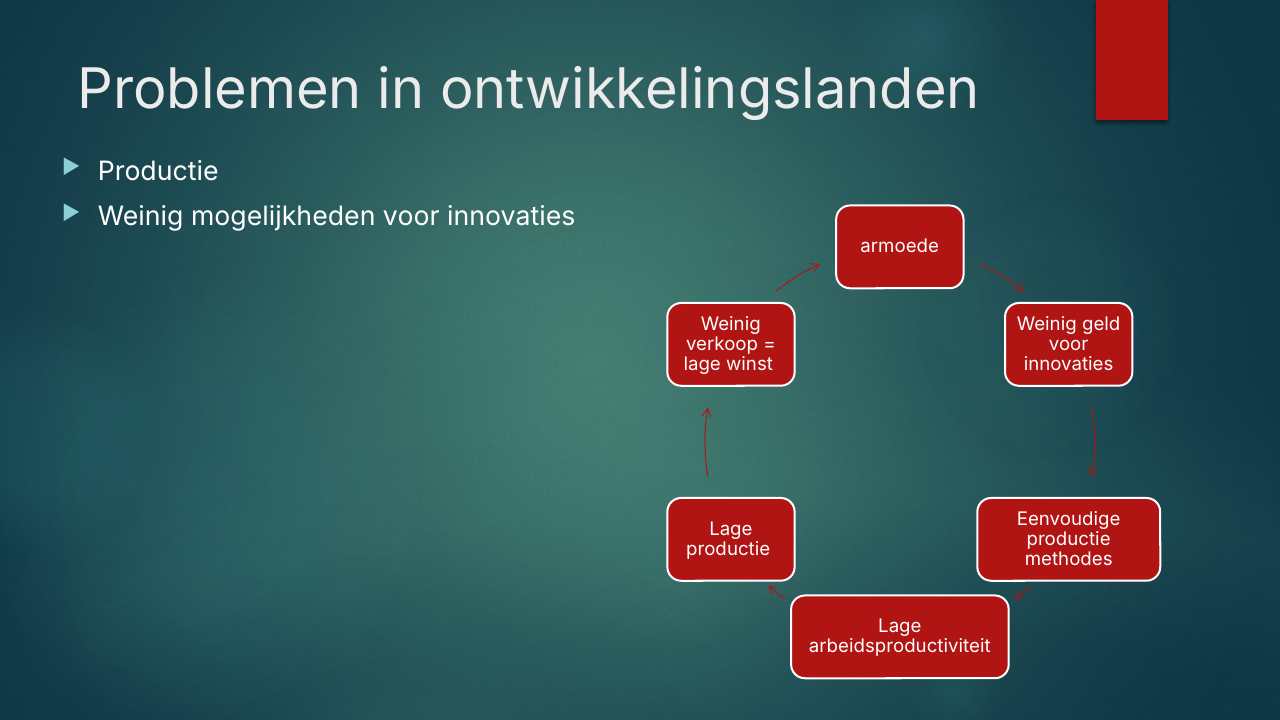 Problemen in ontwikkelingslanden
Productie
Weinig mogelijkheden voor innovaties
armoede
Weinig geld
voor
innovaties
Eenvoudige
productie
methodes
Lage
arbeidsproductiviteit
Lage
productie
Weinig
verkoop =
lage winst